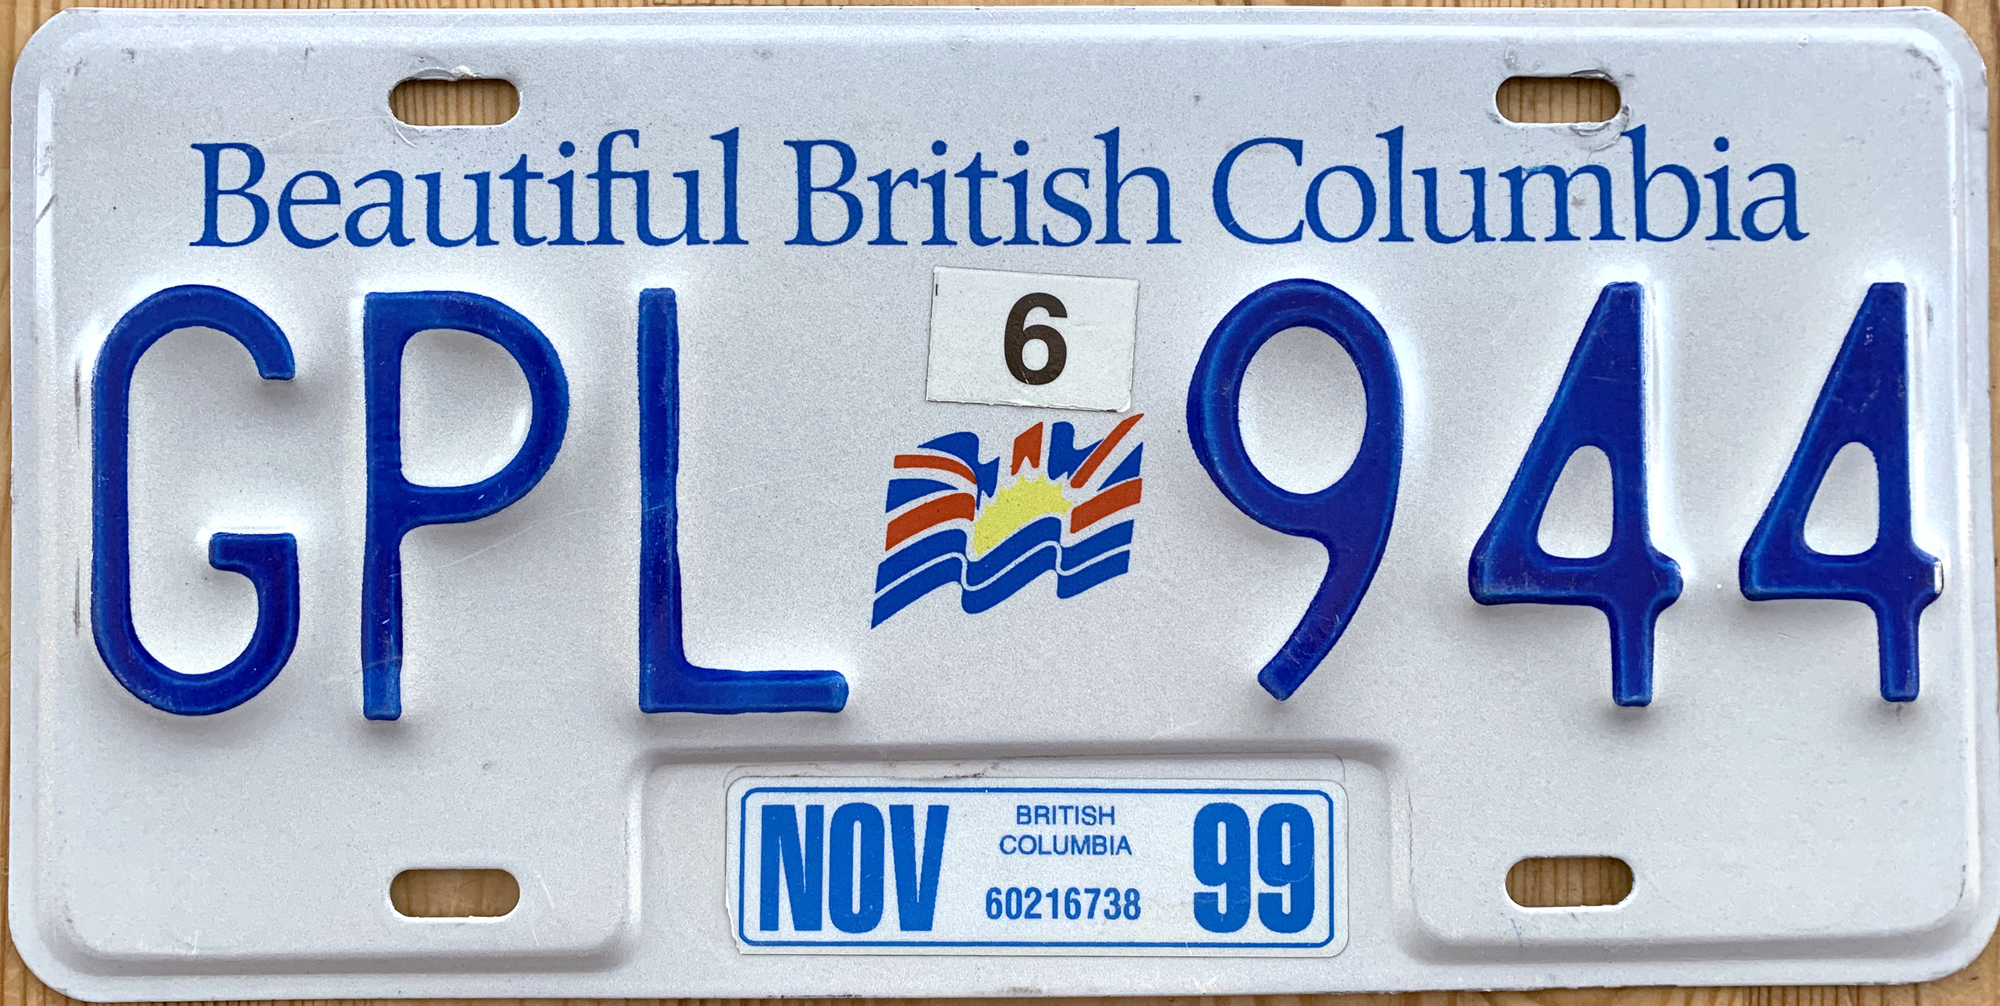 Beautiful British Columbia
6
GPL 944
NOV BRITISH COLUMBIA 60216738 99